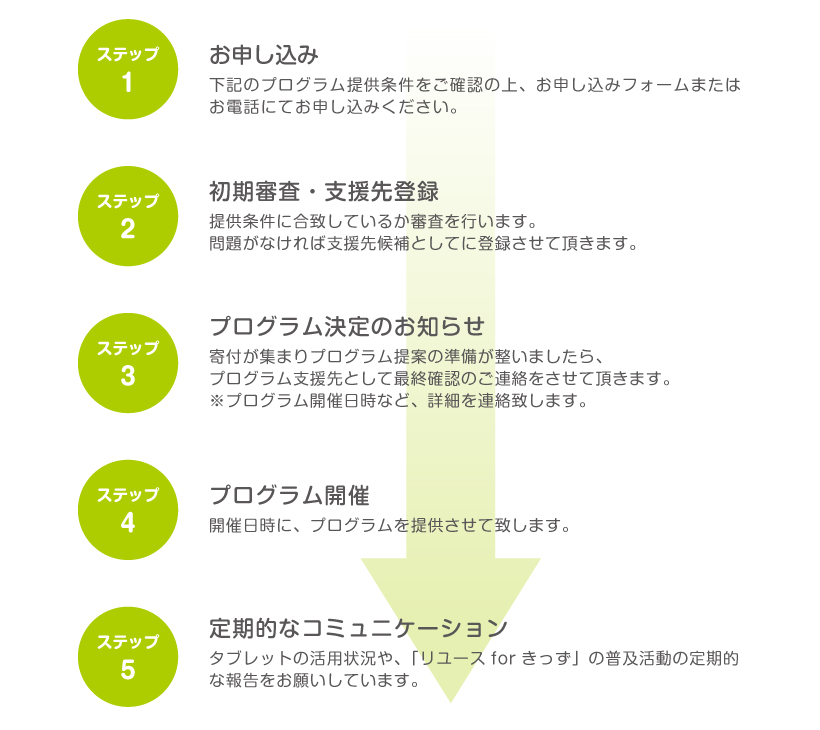 ステップ
1
お申し込み
下記のプログラム提供条件をご確認の上、お申し込みフォームまたは
お電話にてお申し込みください。
ステップ
2
初期審査・支援先登録
提供条件に合致しているか審査を行います。
問題がなければ支援先候補としてに登録させて頂きます。
ステップ
3
プログラム決定のお知らせ
寄付が集まりプログラム提案の準備が整いましたら、
プログラム支援先として最終確認のご連絡をさせて頂きます。
※プログラム開催日時など、詳細を連絡致します。
ステップ
4
プログラム開催
開催日時に、プログラムを提供させて致します。
ステップ
5
定期的なコミュニケーション
タブレットの活用状況や、「リユース for きっず」の普及活動の定期的
な報告をお願いしています。